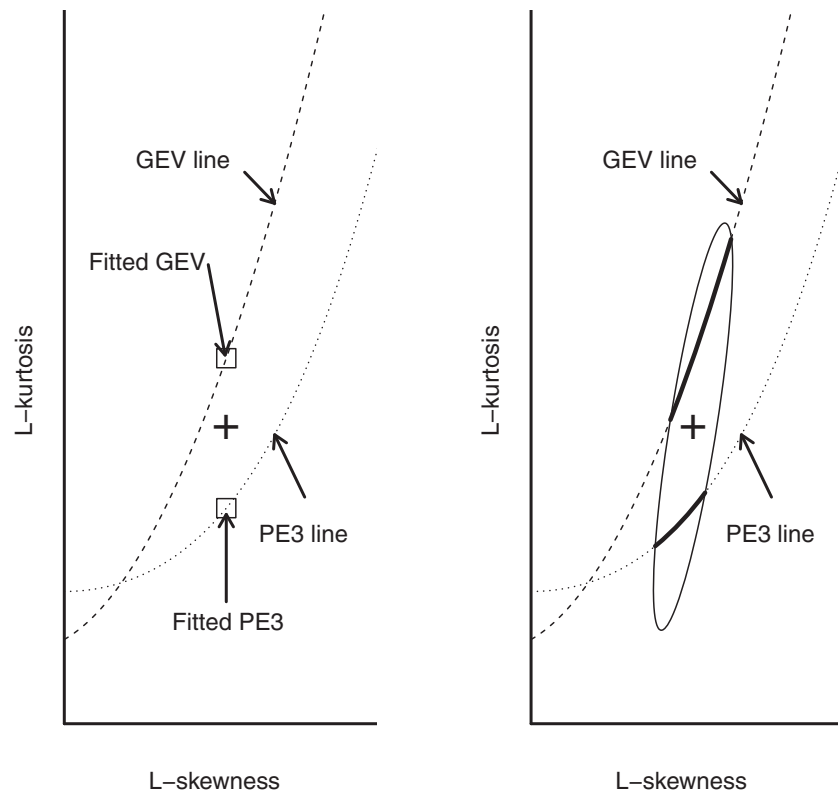 GEV line
Fitted GEV
L−kurtosis
PE3 line
Fitted PE3
L−skewness
GEV line
L−kurtosis
PE3 line
L−skewness